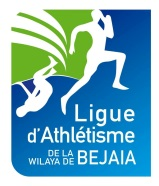 Ligue
d'Athlétisme
DE LA
WILAYA DE BEJAIA